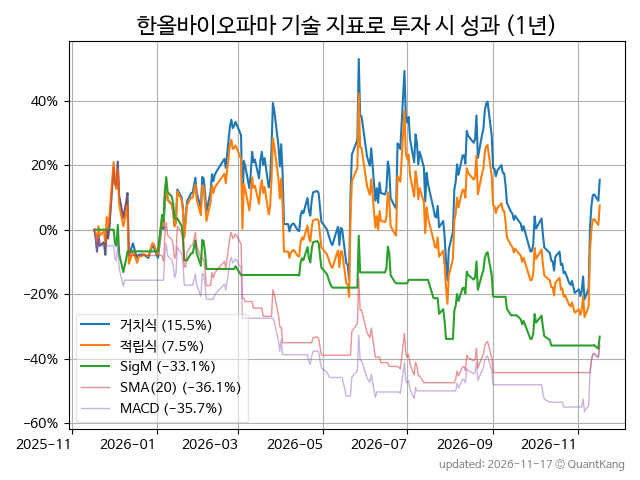 한올바이오파마 기술 지표로 투자 시 성과 (1년)
40%
20%
0%
−20%
−40%
−60%
거치식 (15.5%)
적립식 (7.5%)
SigM (−33.1%)
SMA(20) (−36.1%)
MACD (−35.7%)
2025-11
2026-01
2026-03
2026-05
2026-07
2026-09
2026-11
updated: 2026-11-17 © QuantKang